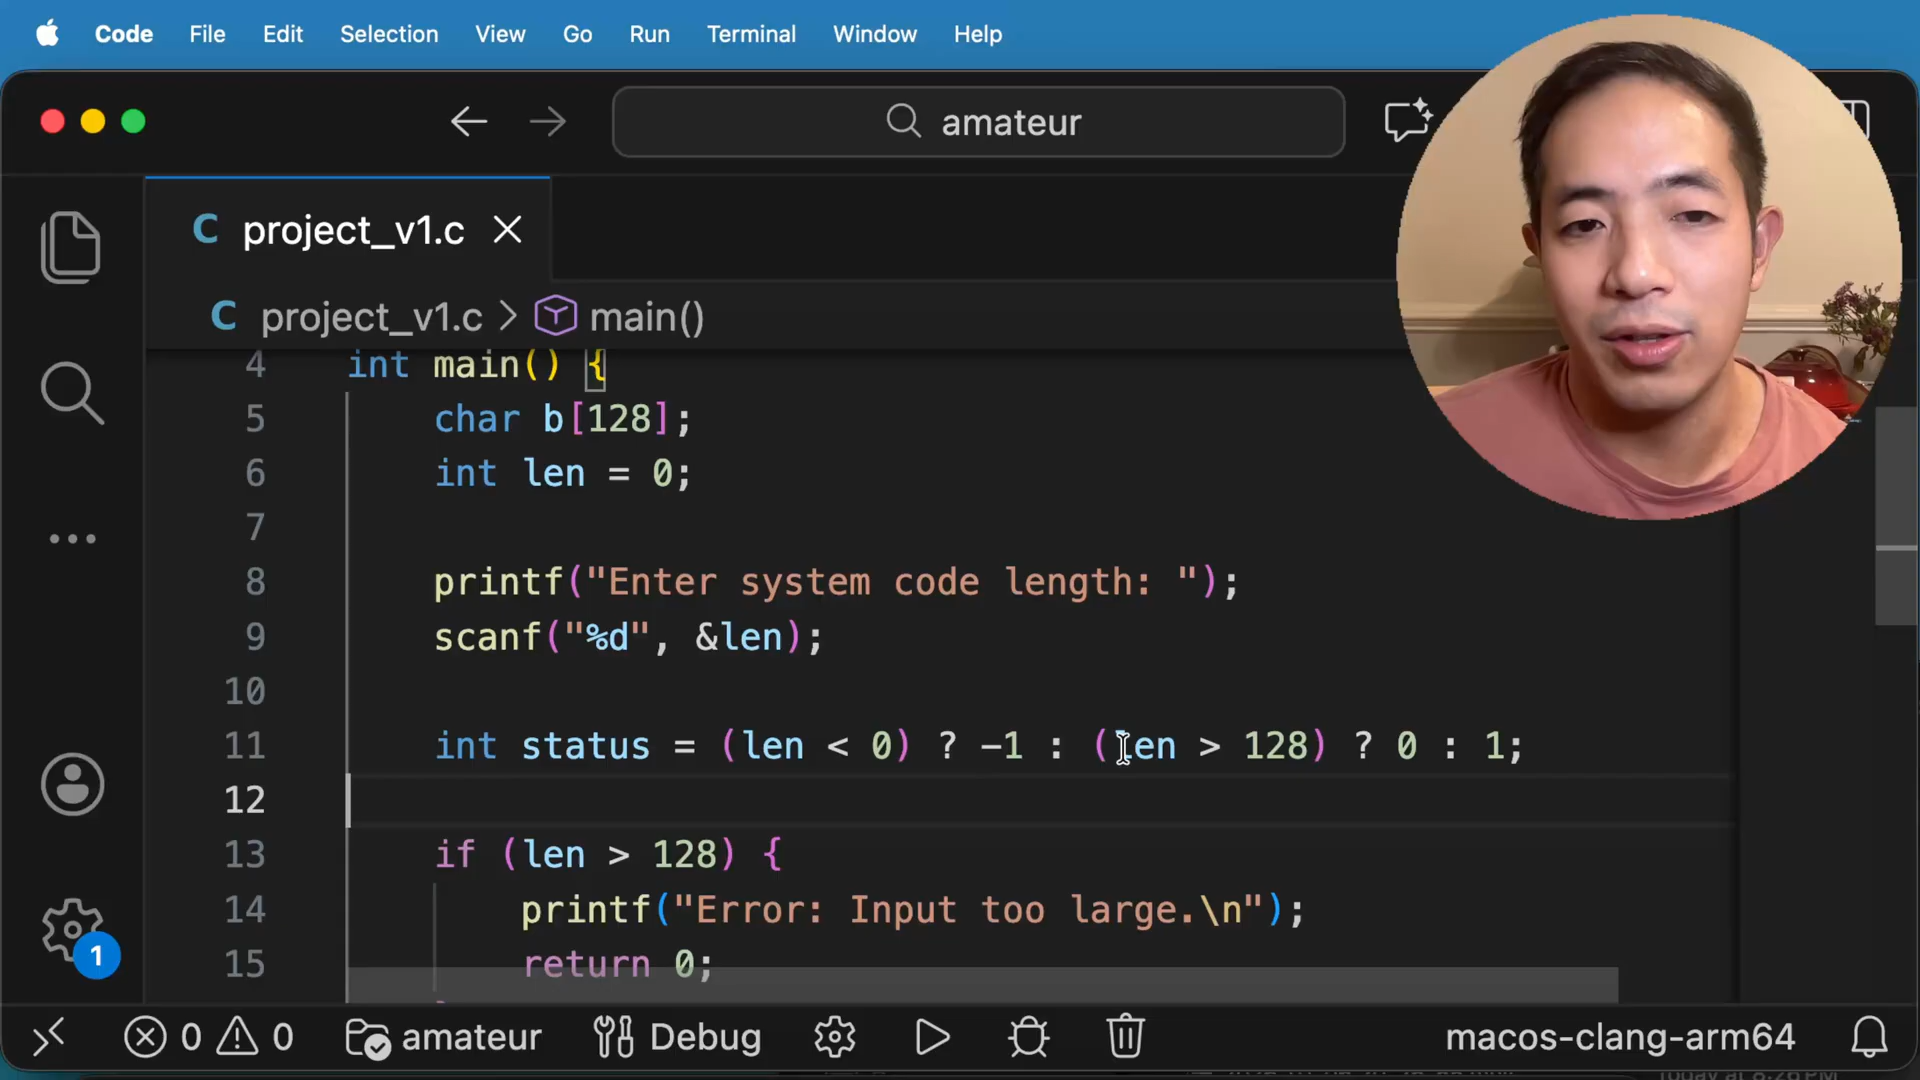 Code File Edit Selection View Go Run Terminal Window Help
amateur
C project_v1.c
C project_v1.c > main()
4 int main() {
5 char b[128];
6 int len = 0;
7
8 printf("Enter system code length: ");
9 scanf("%d", &len);
10
11 int status = (len < 0) ? -1 : (len > 128) ? 0 : 1;
12
13 if (len > 128) {
14 printf("Error: Input too large.\n");
15 return 0;
1
0 0 amateur Debug macos-clang-arm64